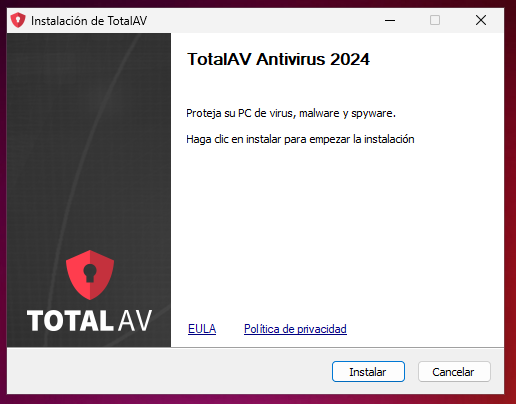 Instalación de TotalAV
TotalAV Antivirus 2024
Proteja su PC de virus, malware y spyware.
Haga clic en instalar para empezar la instalación
TOTALAV
EULA Política de privacidad
Instalar Cancelar